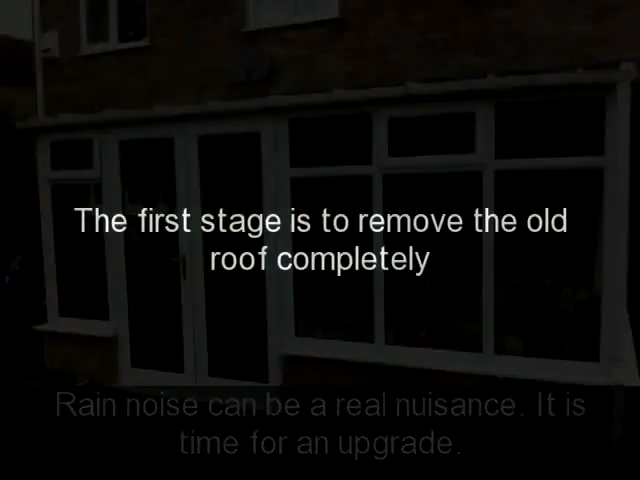 The first stage is to remove the old
roof completely
Rain noise can be a real nuisance. It is
time for an upgrade.